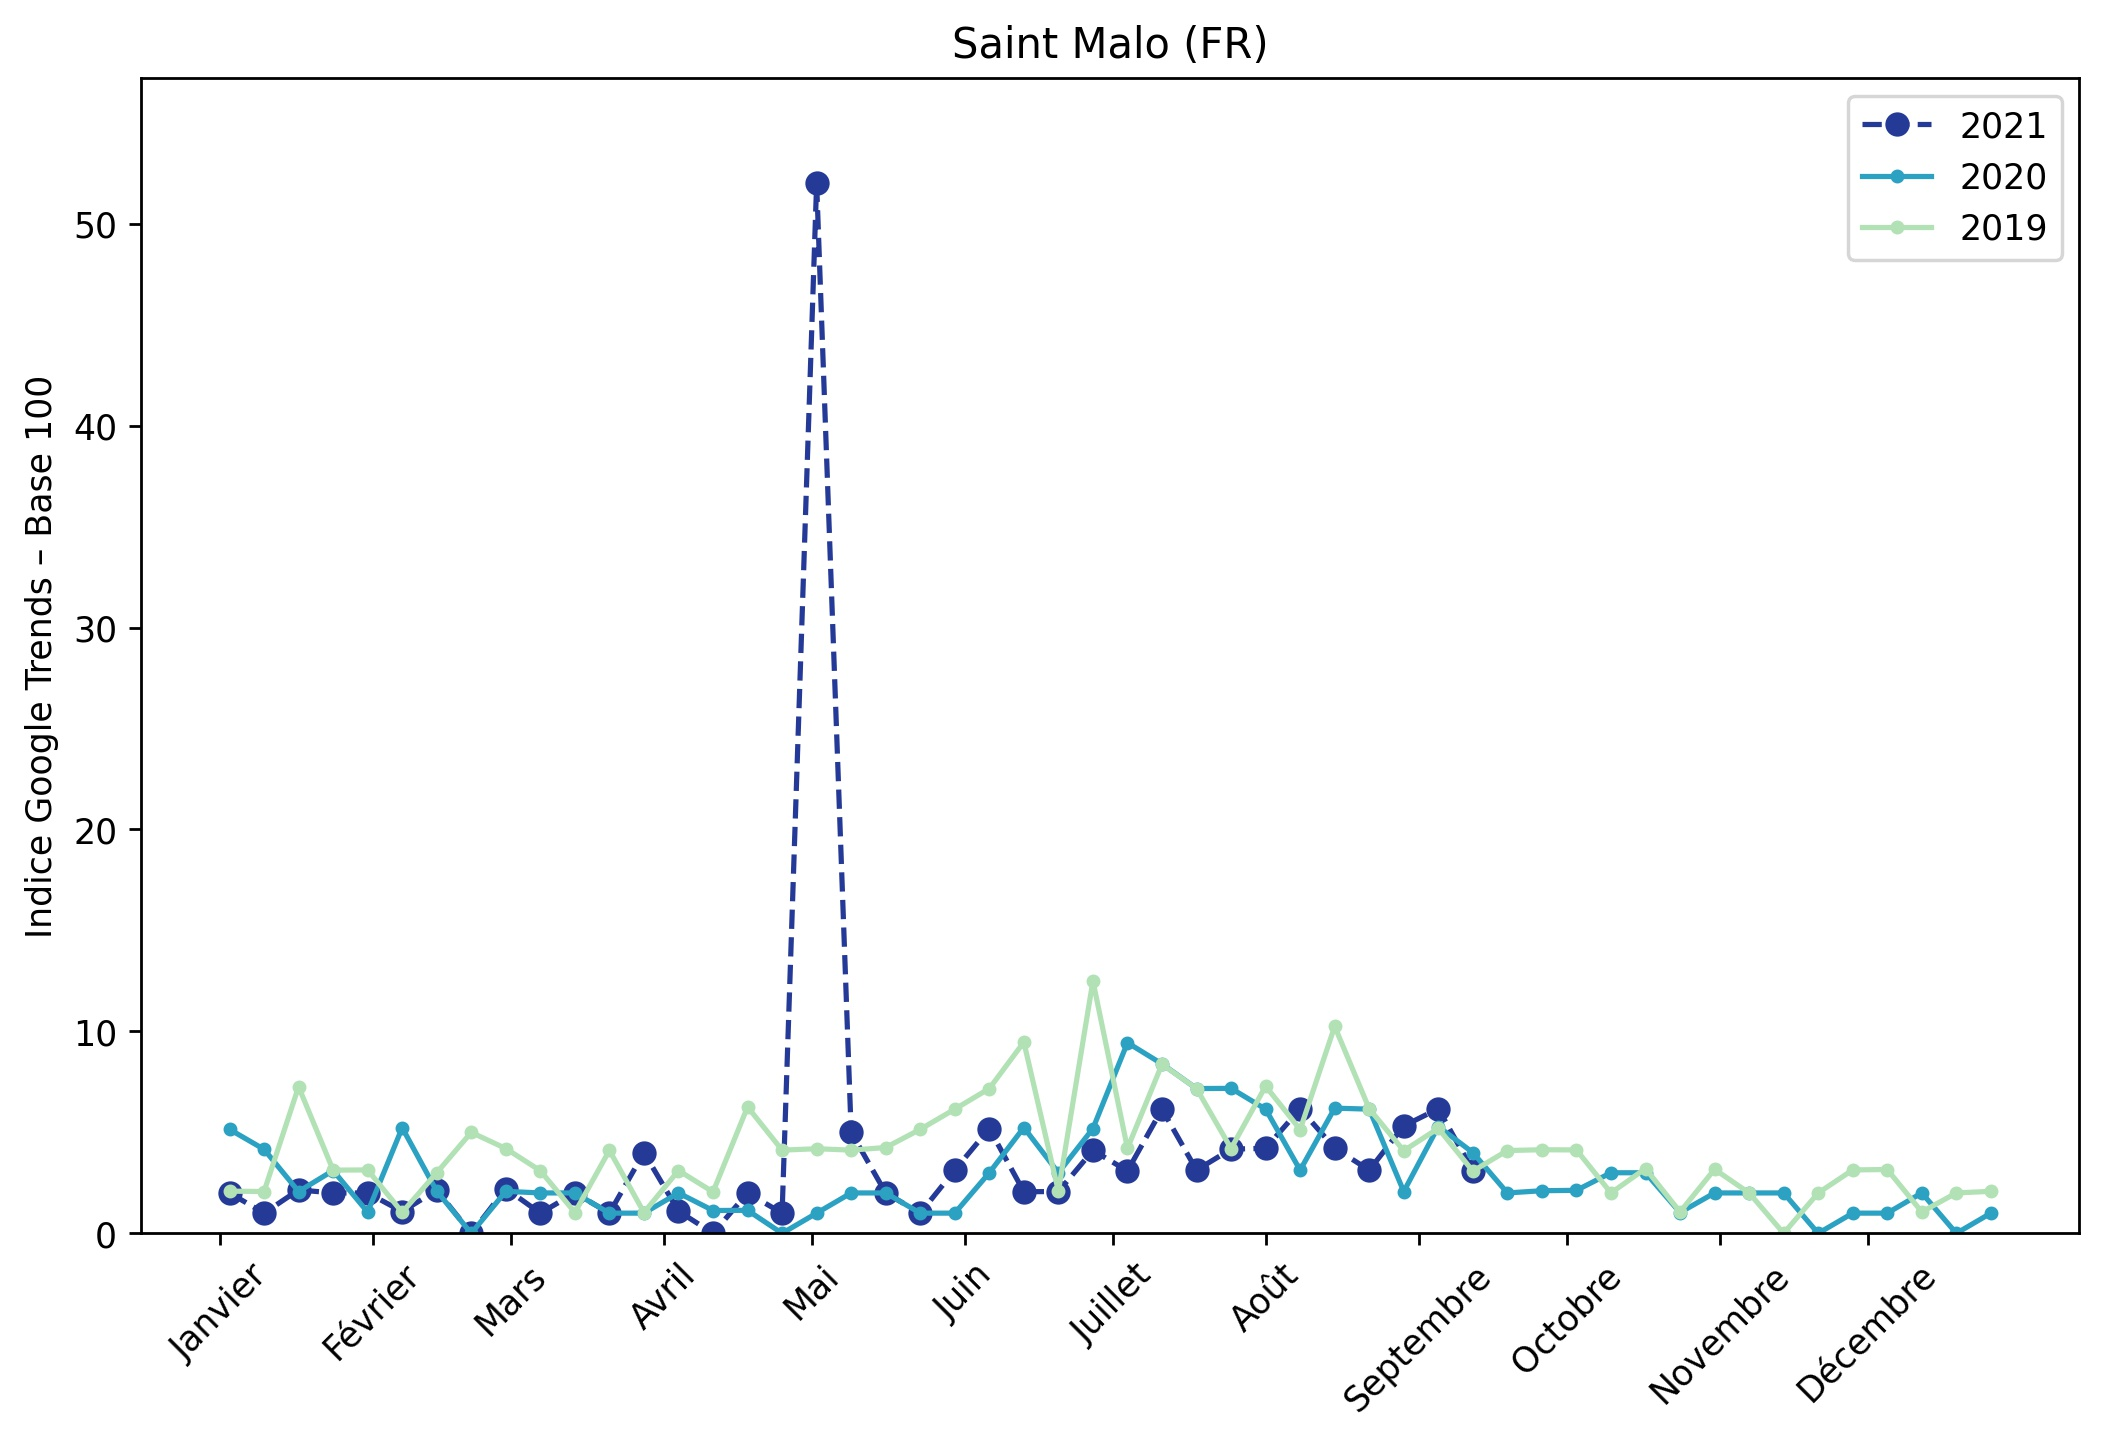 Saint Malo (FR)
Indice Google Trends – Base 100
50
40
30
20
10
0
2021
2020
2019
Janvier
Février
Mars
Avril
Mai
Juin
Juillet
Août
Septembre
Octobre
Novembre
Décembre